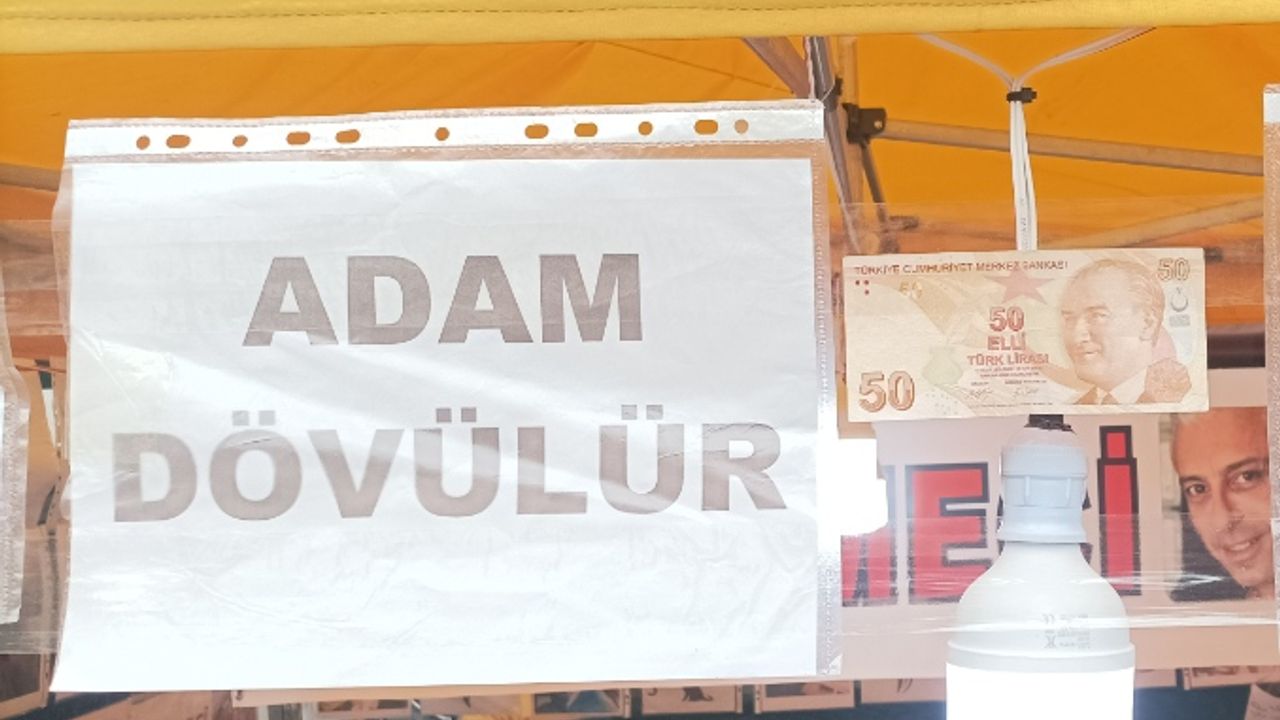 ADAM
DÖVÜLÜR
TÜRKİYE CUMHURİYET MERKEZ BANKASI
50
50
ELLİ
TÜRK LİRASI
50